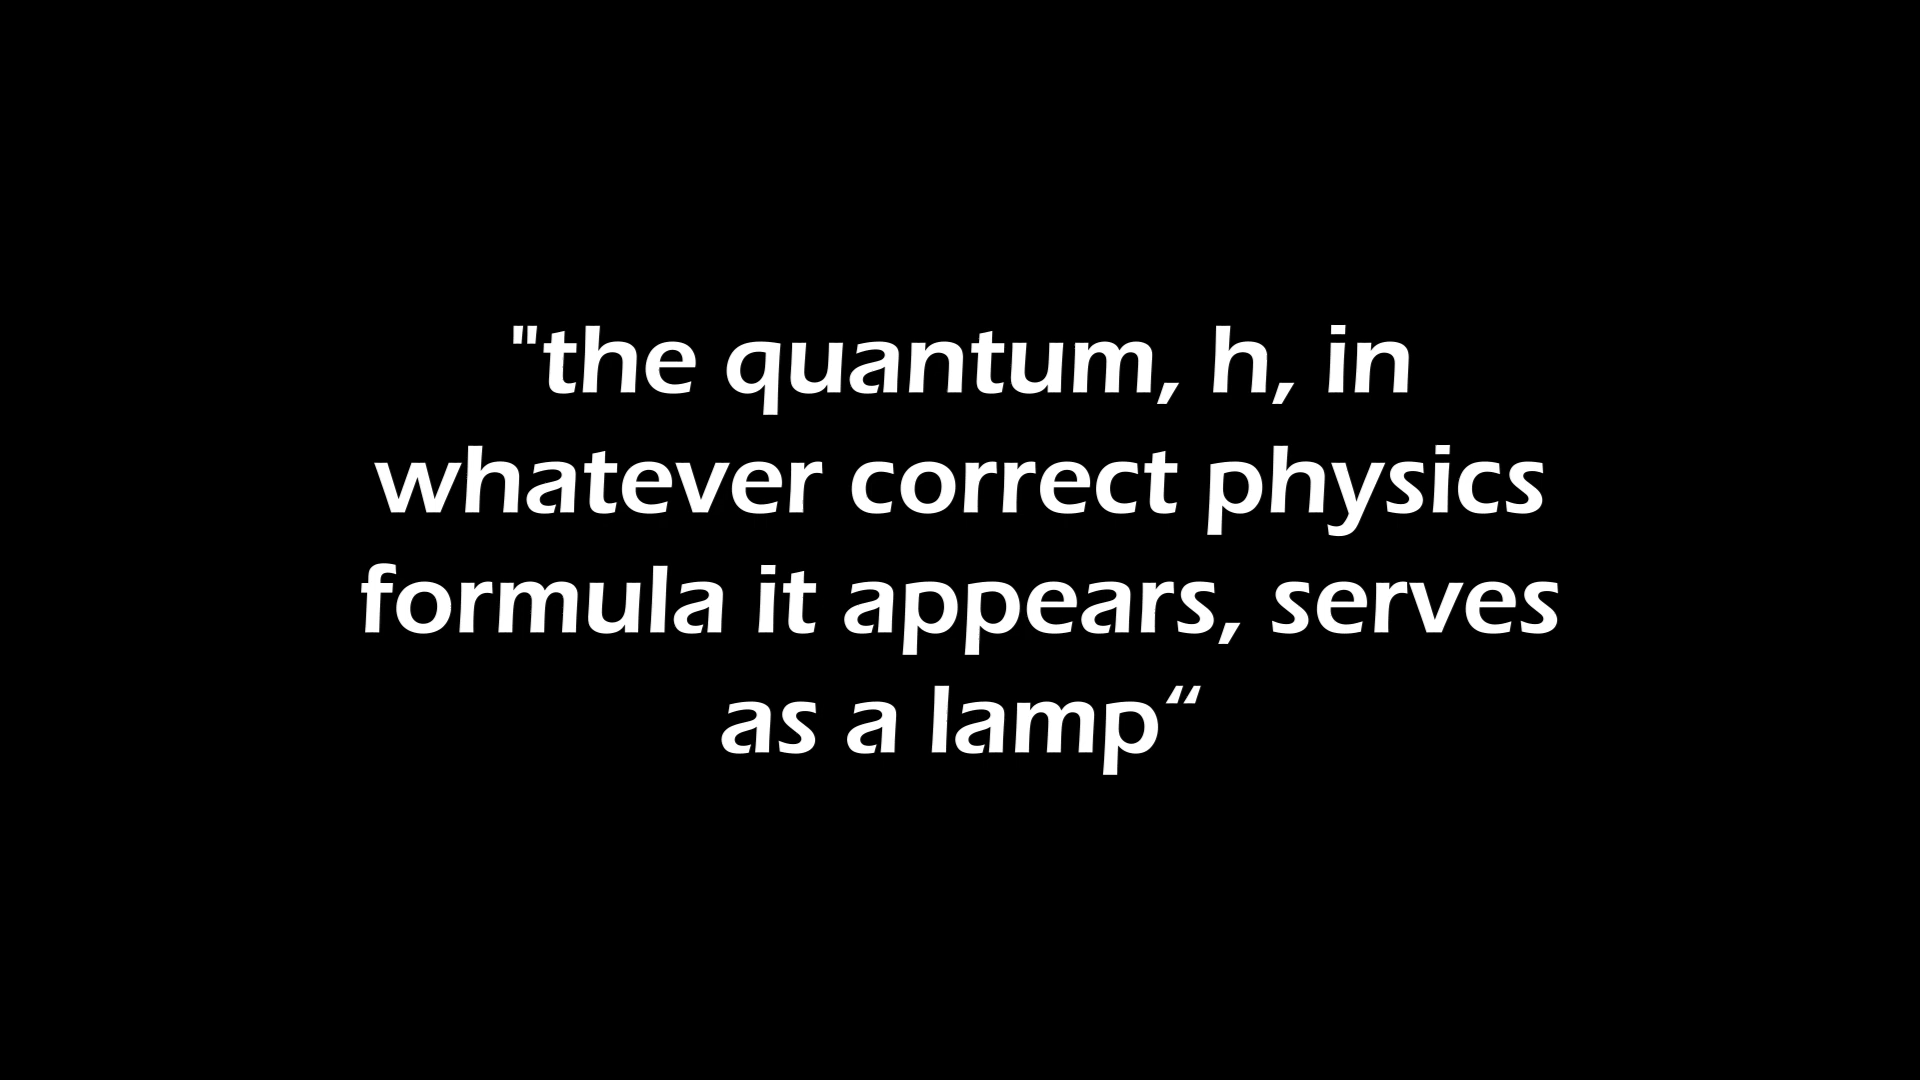 "the quantum, h, in
whatever correct physics
formula it appears, serves
as a lamp“